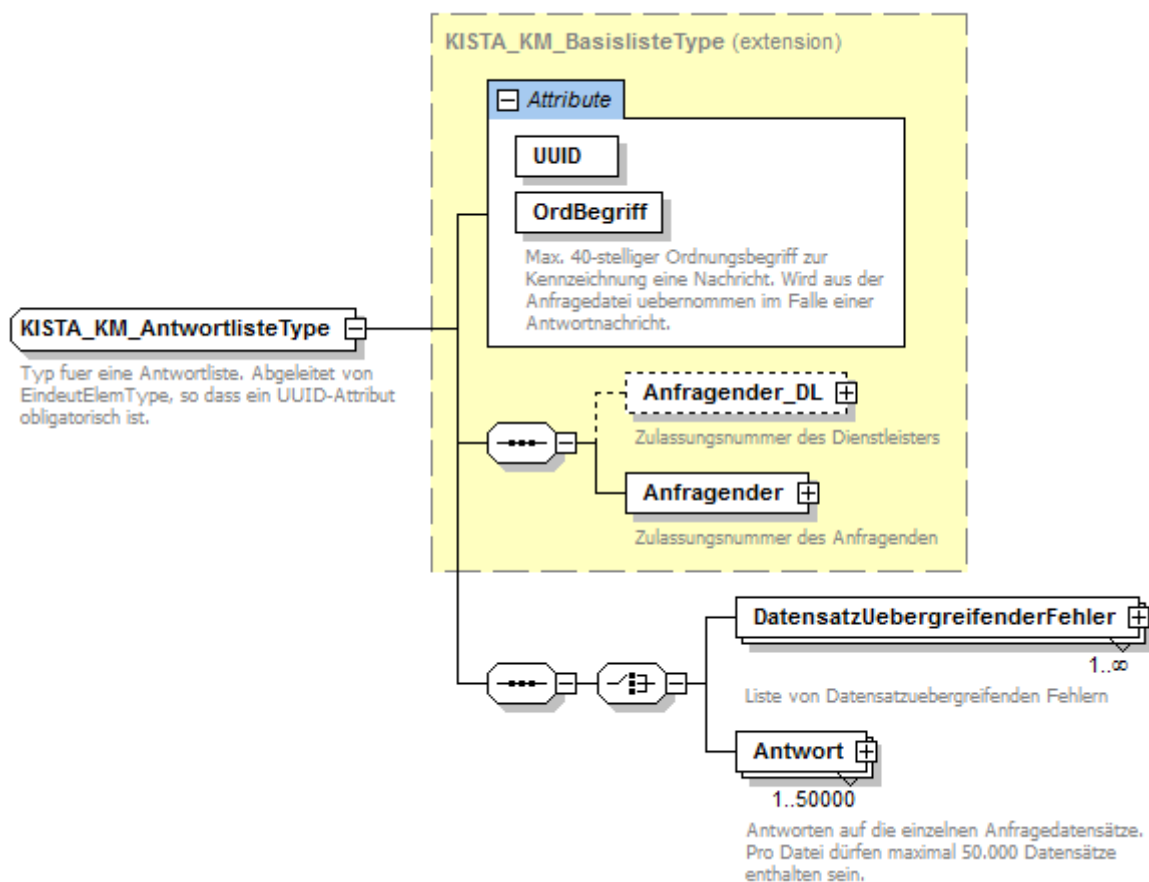 KISTA_KM_BasislisteType (extension)
Attribute
UUID
OrdBegriff
Max. 40-stelliger Ordnungsbegriff zur
Kennzeichnung eine Nachricht. Wird aus der
Anfragedatei uebernommen im Falle einer
Antwortnachricht.
KISTA_KM_AntwortlisteType
Typ fuer eine Antwortliste. Abgeleitet von
EindeutElemType, so dass ein UUID-Attribut
obligatorisch ist.
Anfragender_DL
Zulassungsnummer des Dienstleisters
Anfragender
Zulassungsnummer des Anfragenden
DatensatzUebergreifenderFehler
1..∞
Liste von Datensatzuebergreifenden Fehlern
Antwort
1..50000
Antworten auf die einzelnen Anfragedatensätze.
Pro Datei dürfen maximal 50.000 Datensätze
enthalten sein.